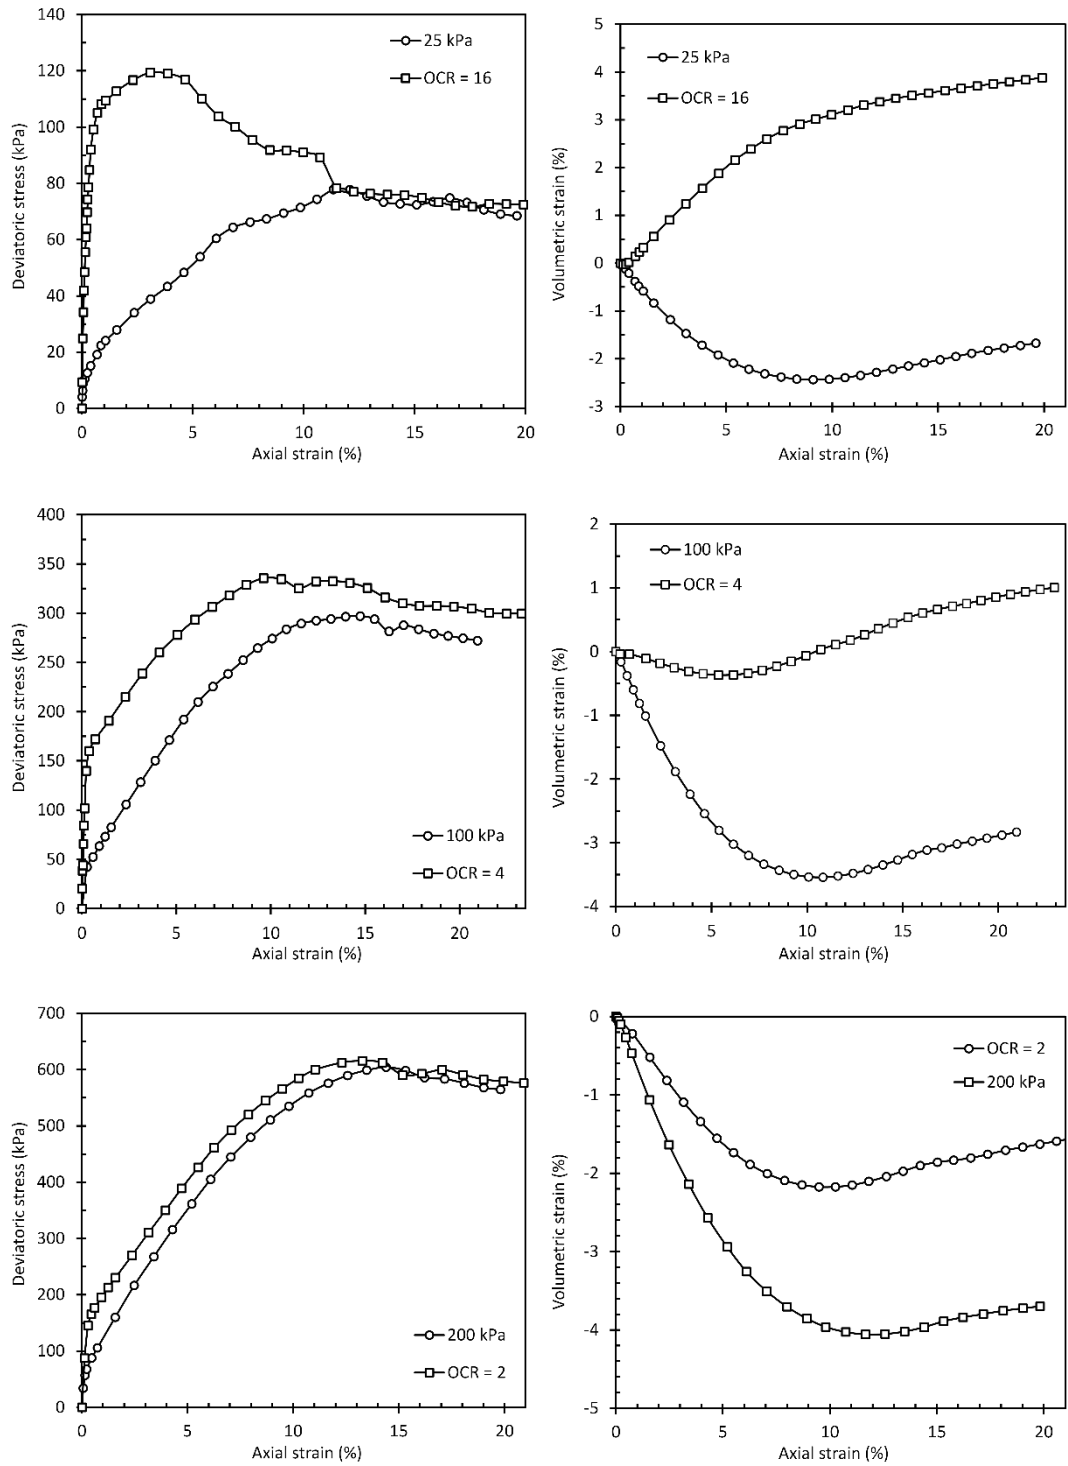 140
120
100
80
60
40
20
0
Deviatoric stress (kPa)
25 kPa
OCR = 16
0 5 10 15 20
Axial strain (%)
5
4
3
2
1
0
-1
-2
-3
Volumetric strain (%)
25 kPa
OCR = 16
0 5 10 15 20
Axial strain (%)
400
350
300
250
200
150
100
50
0
Deviatoric stress (kPa)
100 kPa
OCR = 4
0 5 10 15 20
Axial strain (%)
2
1
0
-1
-2
-3
-4
Volumetric strain (%)
100 kPa
OCR = 4
0 5 10 15 20
Axial strain (%)
700
600
500
400
300
200
100
0
Deviatoric stress (kPa)
200 kPa
OCR = 2
0 5 10 15 20
Axial strain (%)
0
-1
-2
-3
-4
-5
Volumetric strain (%)
OCR = 2
200 kPa
0 5 10 15 20
Axial strain (%)